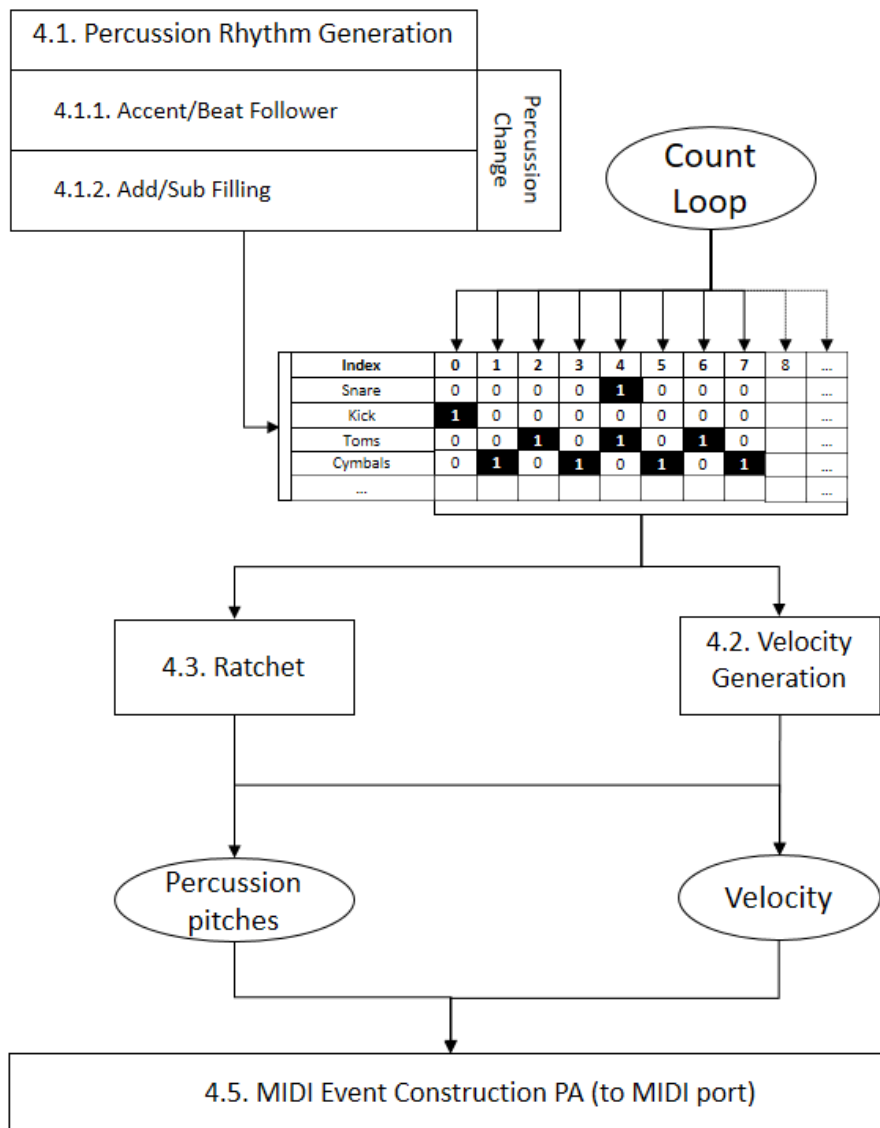 4.1. Percussion Rhythm Generation
4.1.1. Accent/Beat Follower
4.1.2. Add/Sub Filling
Percussion
Change
Count
Loop
Index 0 1 2 3 4 5 6 7 8 ...
Snare 0 0 0 0 1 0 0 0 ...
Kick 1 0 0 0 0 0 0 0 ...
Toms 0 0 1 0 1 0 1 0 ...
Cymbals 0 1 0 1 0 1 0 1 ...
... ...
4.3. Ratchet
4.2. Velocity
Generation
Percussion
pitches
Velocity
4.5. MIDI Event Construction PA (to MIDI port)